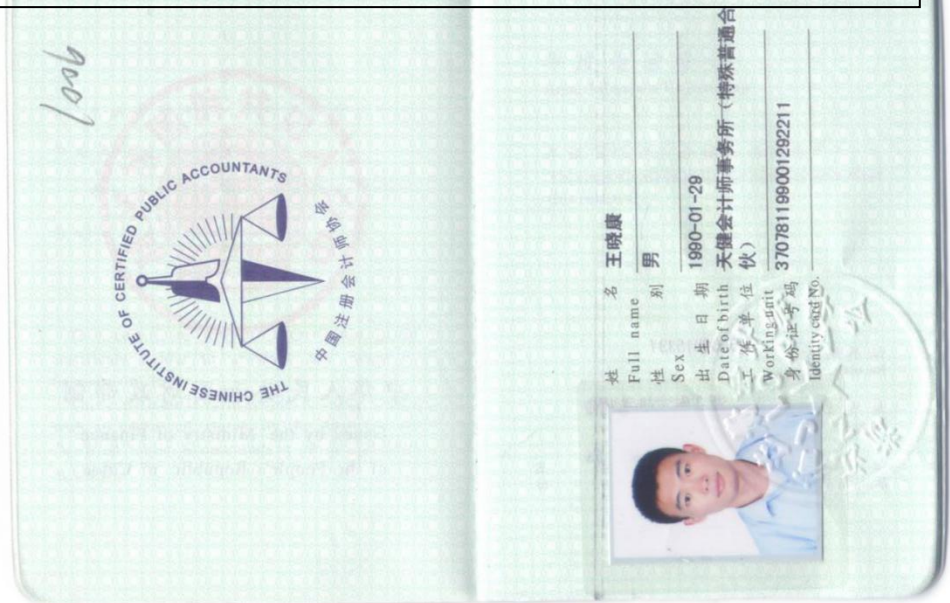 THE CHINESE INSTITUTE OF CERTIFIED PUBLIC ACCOUNTANTS
中国注册会计师协会
姓 名 王晓康
Full name
性 别 男
Sex
出 生 日 期 1990-01-29
Date of birth
工 作 单 位 天健会计师事务所（特殊普通合
伙）
Working unit
身 份 证 号 码 370781199001292211
Identity card No.